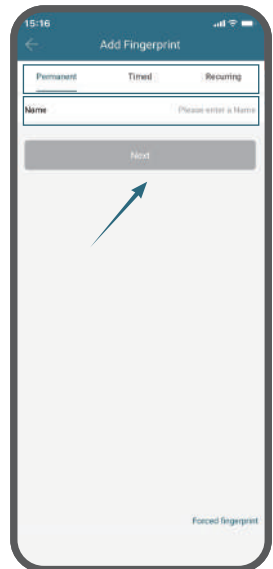 15:16
Add Fingerprint
Permanent Timed Recurring
Name Please enter a Name
Next
Forced fingerprint